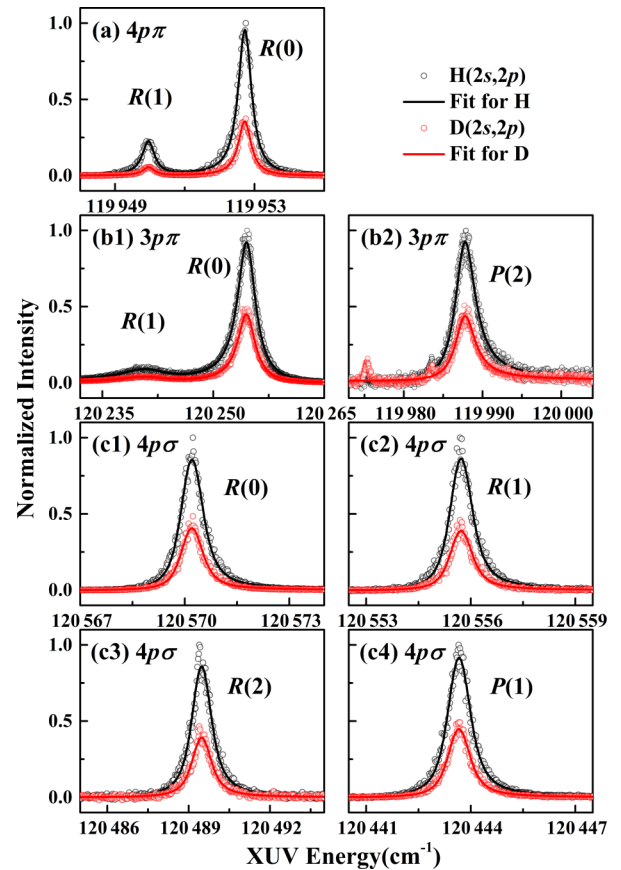 (a) 4pπ
R(0)
R(1)
1.0
0.5
0.0
119 949
119 953
H(2s,2p)
Fit for H
D(2s,2p)
Fit for D
(b1) 3pπ
R(0)
R(1)
1.0
0.5
0.0
120 235
120 250
120 265
(b2) 3pπ
P(2)
119 980
119 990
120 000
Normalized Intensity
(c1) 4pσ
R(0)
1.0
0.5
0.0
120 567
120 570
120 573
(c2) 4pσ
R(1)
120 553
120 556
120 559
(c3) 4pσ
R(2)
1.0
0.5
0.0
120 486
120 489
120 492
(c4) 4pσ
P(1)
120 441
120 444
120 447
XUV Energy(cm⁻¹)